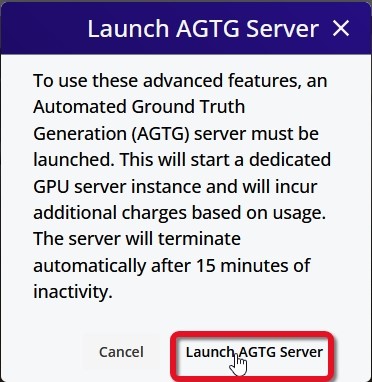 Launch AGTG Server
To use these advanced features, an
Automated Ground Truth
Generation (AGTG) server must be
launched. This will start a dedicated
GPU server instance and will incur
additional charges based on usage.
The server will terminate
automatically after 15 minutes of
inactivity.
Cancel
Launch AGTG Server